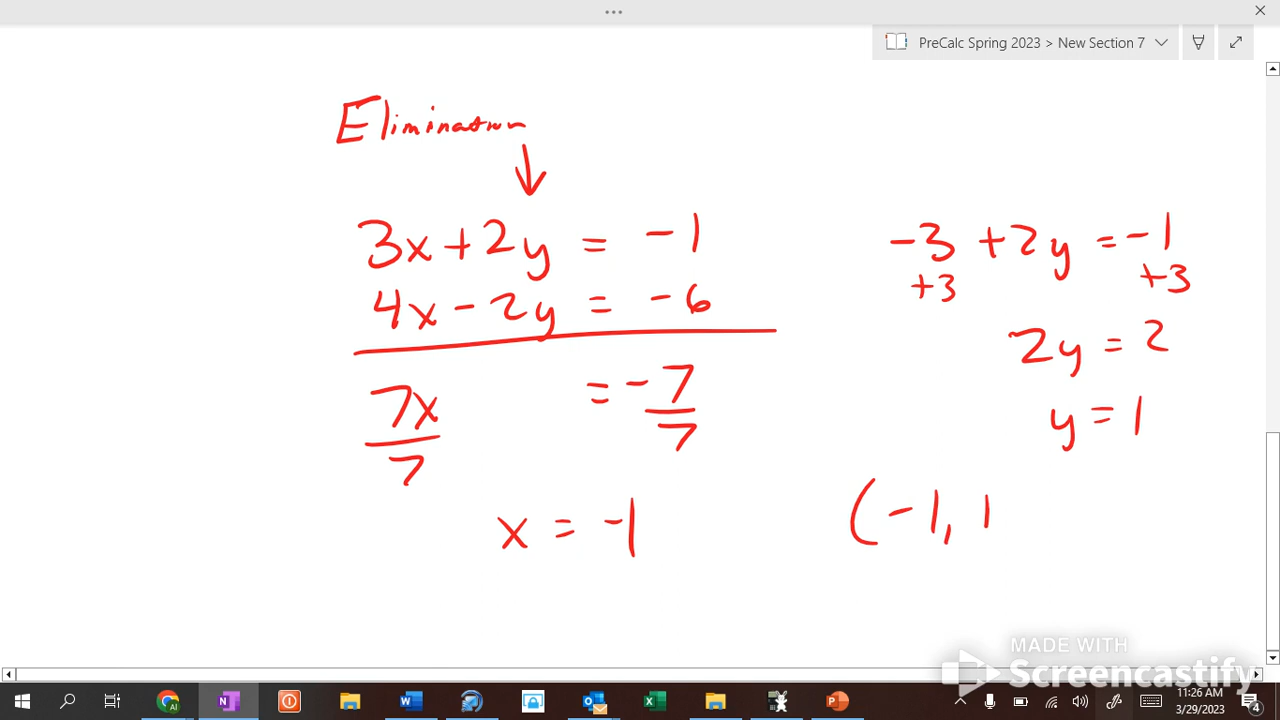 PreCalc Spring 2023 > New Section 7
Elimination
3x+2y = -1
4x-2y = -6
7x = -7
7 7
x = -1
-3 +2y = -1
+3 +3
2y = 2
y = 1
(-1, 1
MADE WITH
Screencastify
11:26 AM
3/29/2023
4